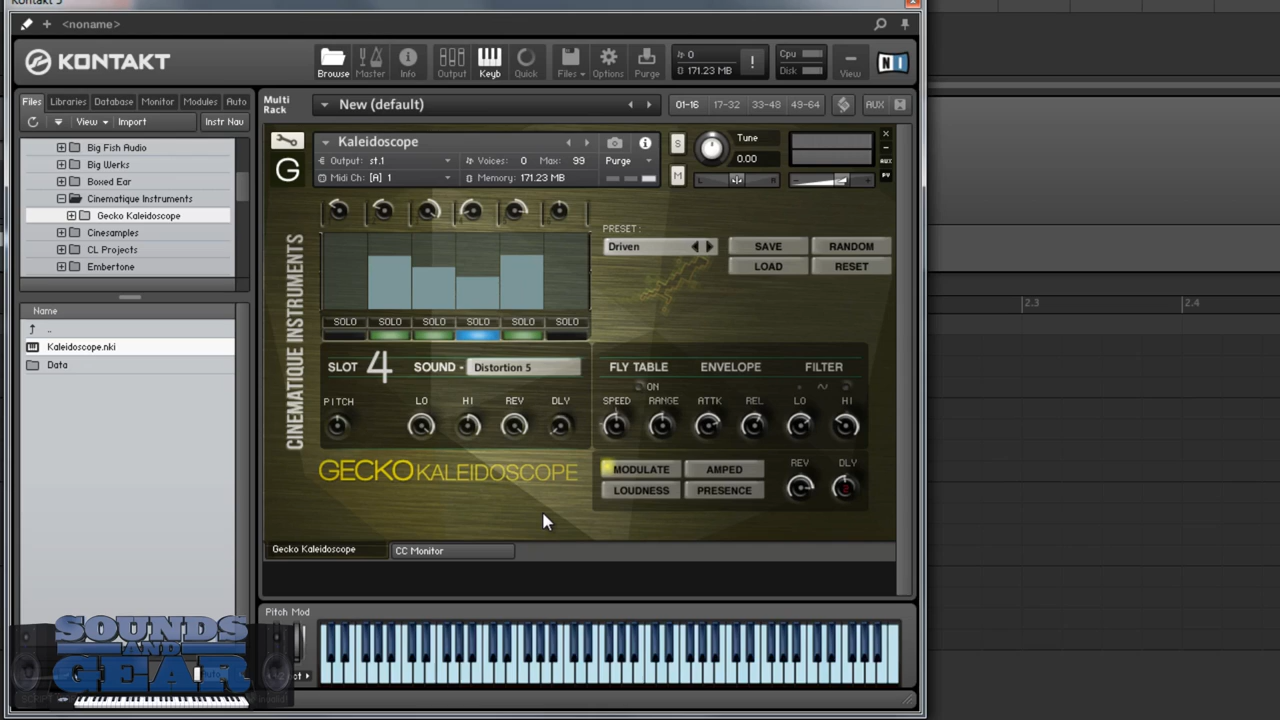 Kontakt 5
<noname>
KONTAKT
Browse Master Info Output Keyb Quick Files Options Purge View
0
171.23 MB
!
Cpu
Disk
NI
Files Libraries Database Monitor Modules Auto
View Import Instr Nav
Big Fish Audio
Big Werks
Boxed Ear
Cinematique Instruments
Gecko Kaleidoscope
Cinesamples
CL Projects
Embertone
Name
..
Kaleidoscope.nki
Data
Multi Rack
New (default)
01-16 17-32 33-48 49-64 AUX
Kaleidoscope
Output: st.1 Voices: 0 Max: 99 Purge
Midi Ch: [A] 1 Memory: 171.23 MB
S
M
Tune
0.00
L R
AUX
PV
G
CINEMATIQUE INSTRUMENTS
PRESET:
Driven
SAVE RANDOM
LOAD RESET
SOLO SOLO SOLO SOLO SOLO SOLO
SLOT 4 SOUND - Distortion 5
PITCH LO HI REV DLY
FLY TABLE ENVELOPE FILTER
ON
SPEED RANGE ATTK REL LO HI
GECKO KALEIDOSCOPE
MODULATE AMPED
LOUDNESS PRESENCE
REV DLY
Gecko Kaleidoscope
CC Monitor
Pitch Mod
SOUNDS
AND
GEAR
2.3
2.4